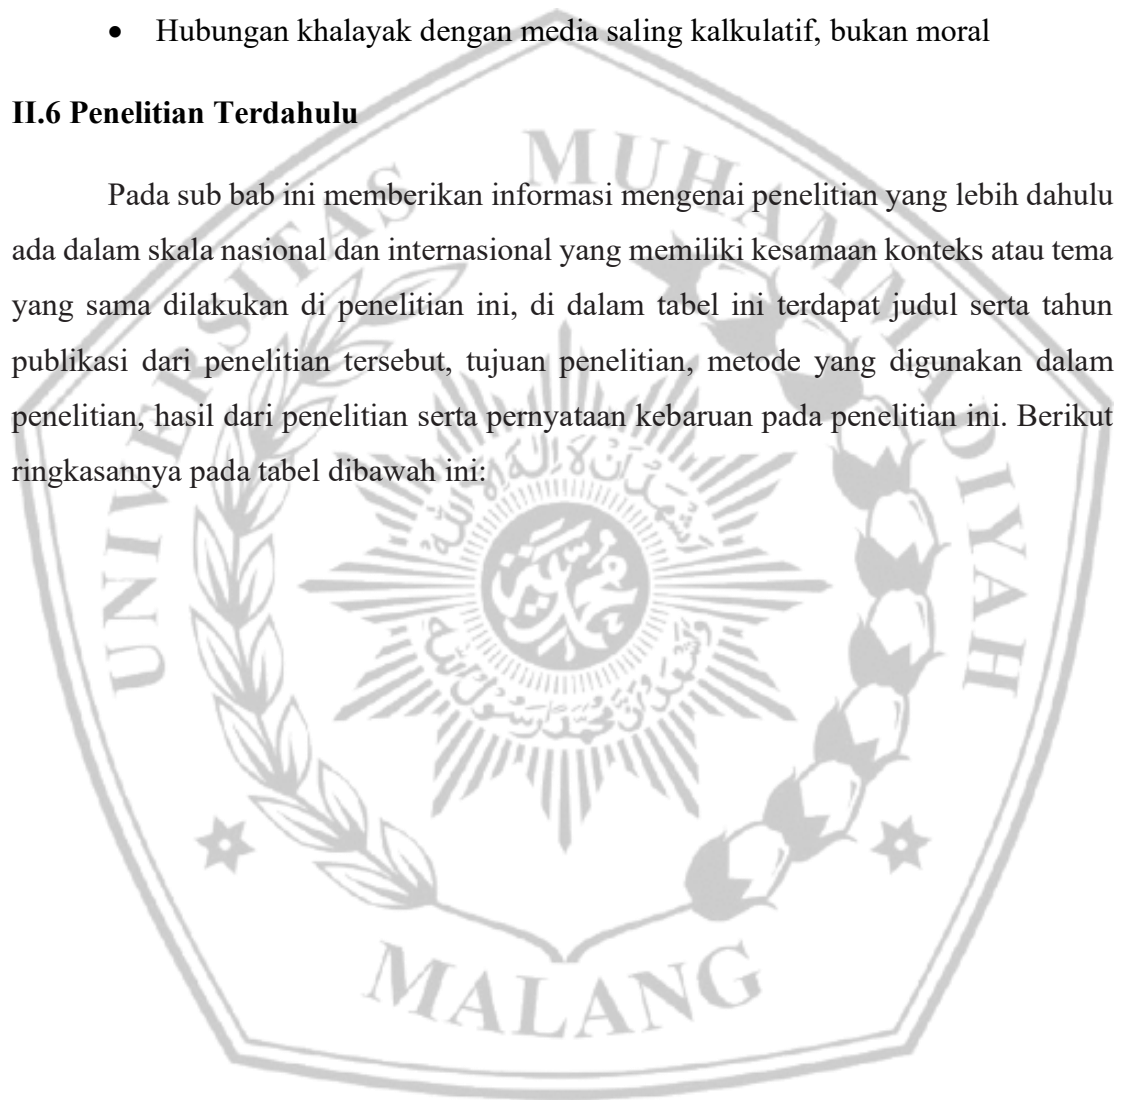 • Hubungan khalayak dengan media saling kalkulatif, bukan moral
II.6 Penelitian Terdahulu
Pada sub bab ini memberikan informasi mengenai penelitian yang lebih dahulu
ada dalam skala nasional dan internasional yang memiliki kesamaan konteks atau tema
yang sama dilakukan di penelitian ini, di dalam tabel ini terdapat judul serta tahun
publikasi dari penelitian tersebut, tujuan penelitian, metode yang digunakan dalam
penelitian, hasil dari penelitian serta pernyataan kebaruan pada penelitian ini. Berikut
ringkasannya pada tabel dibawah ini:
UNIVERSITAS MUHAMMADIYAH
MALANG